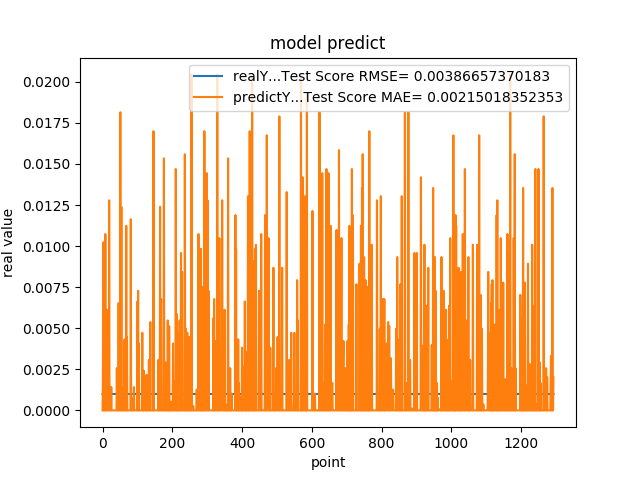 model predict
realY...Test Score RMSE= 0.00386657370183
predictY...Test Score MAE= 0.00215018352353
real value
0.0200
0.0175
0.0150
0.0125
0.0100
0.0075
0.0050
0.0025
0.0000
0 200 400 600 800 1000 1200
point